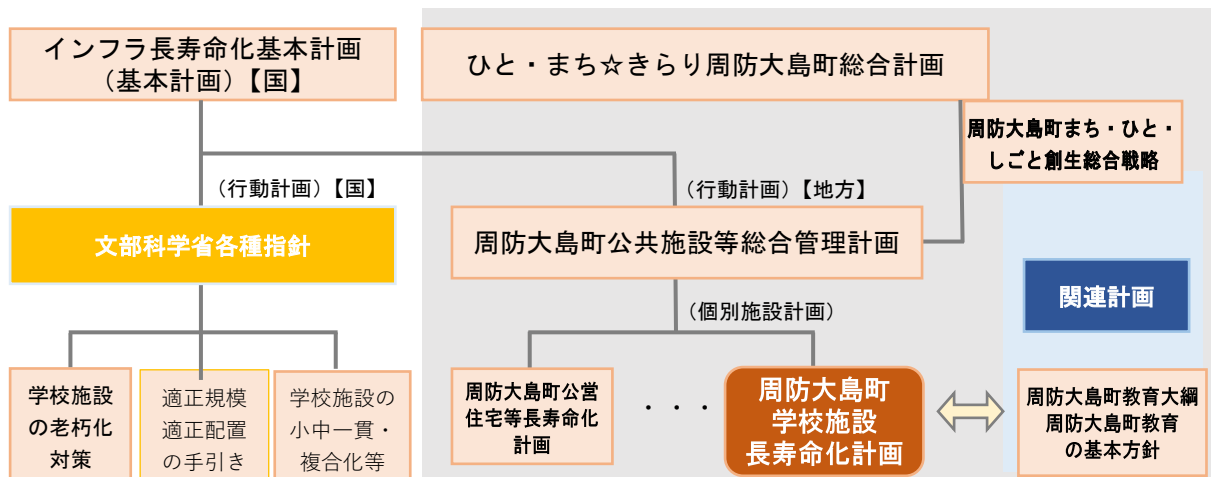 インフラ長寿命化基本計画
（基本計画）【国】
ひと・まち☆きらり周防大島町総合計画
周防大島町まち・ひと・
しごと創生総合戦略
（行動計画）【国】
（行動計画）【地方】
文部科学省各種指針
周防大島町公共施設等総合管理計画
関連計画
（個別施設計画）
学校施設
の老朽化
対策
適正規模
適正配置
の手引き
学校施設の
小中一貫・
複合化等
周防大島町公営
住宅等長寿命化
計画
・・・
周防大島町
学校施設
長寿命化計画
周防大島町教育大綱
周防大島町教育
の基本方針